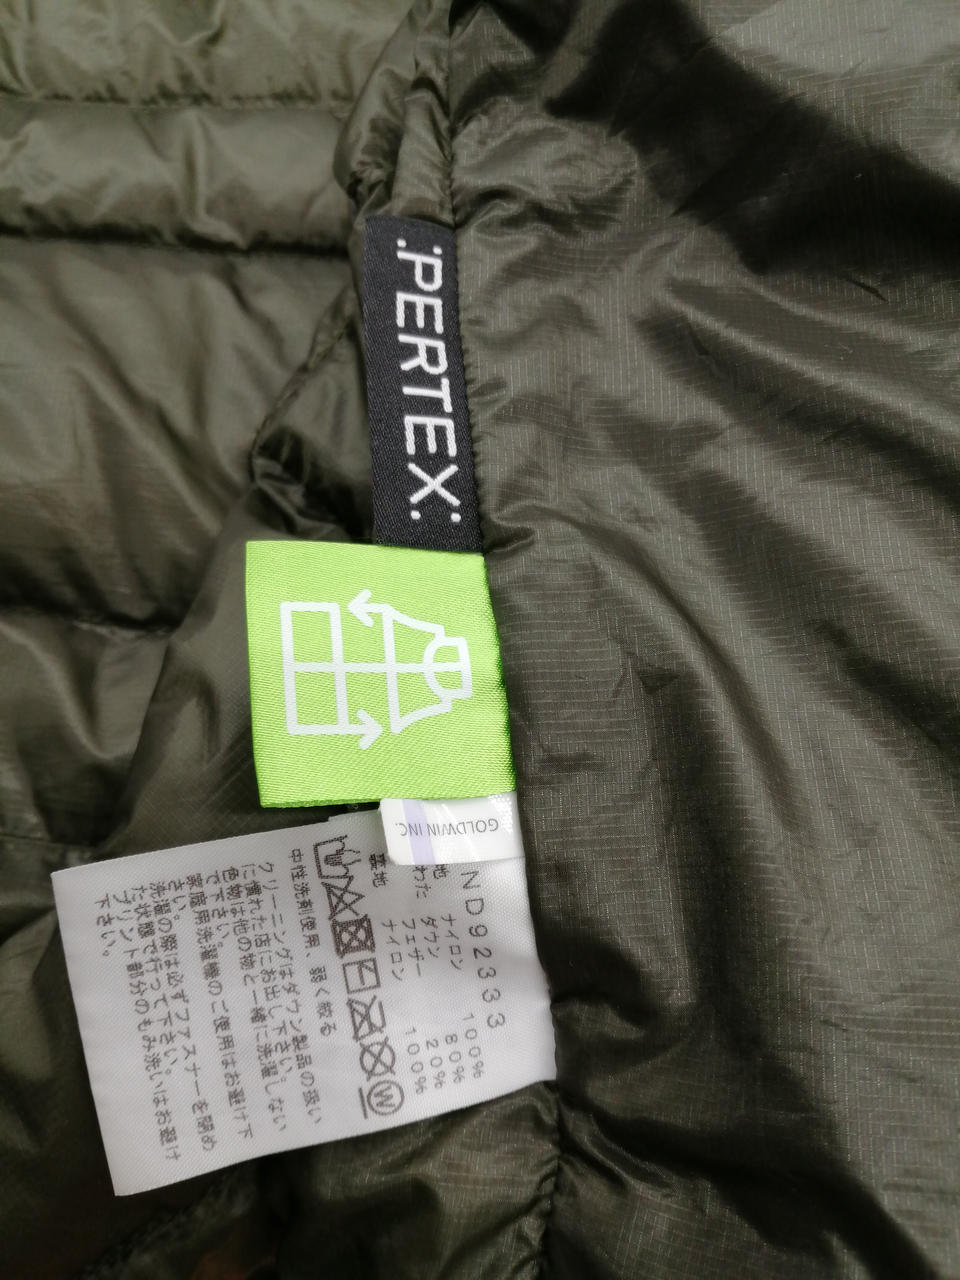 PERTEX
GOLDWIN INC.
ND92333
地 ナイロン 100%
わた ダウン 80%
フェザー 20%
裏地 ナイロン 100%
W
中性洗剤使用、弱く絞る
クリーニングはダウン製品の扱い
に慣れた店にお出し下さい。
色物は他の物と一緒に洗濯しない
で下さい。
家庭用洗濯機のご使用はお避け下
さい。
洗濯の際は必ずファスナーを閉め
た状態で行って下さい。
プリント部分のもみ洗いはお避け
下さい。